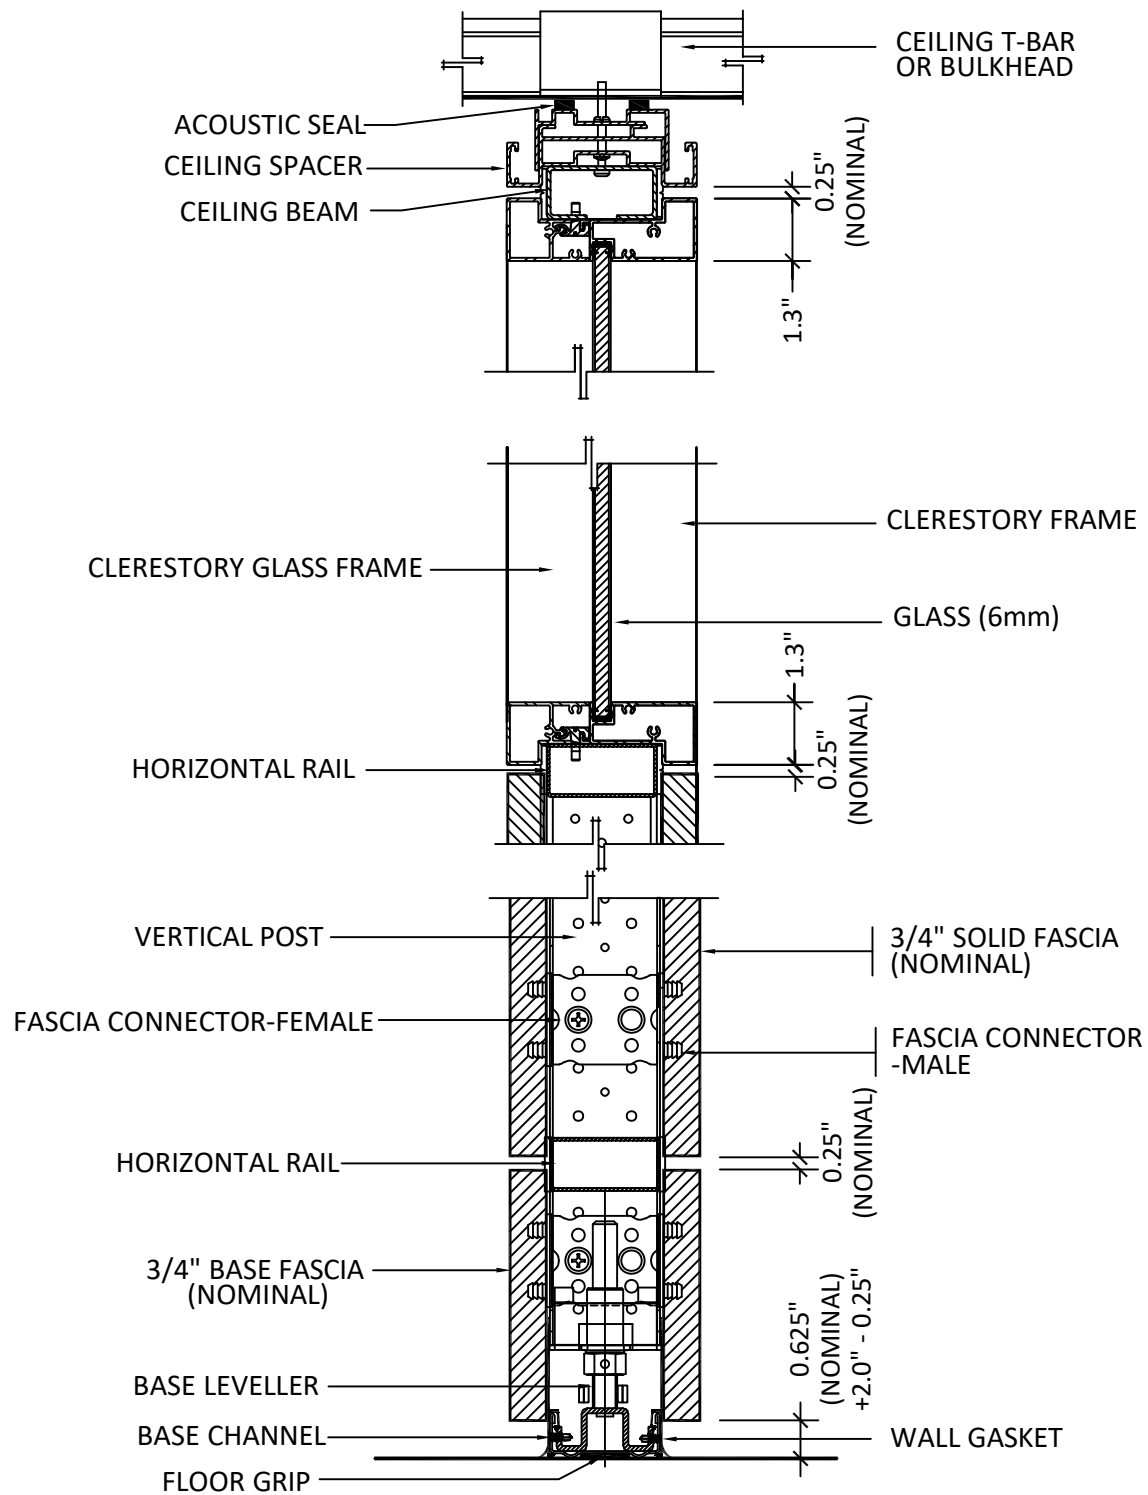 CEILING T-BAR
OR BULKHEAD
ACOUSTIC SEAL
CEILING SPACER
CEILING BEAM
0.25"
(NOMINAL)
1.3"
CLERESTORY FRAME
CLERESTORY GLASS FRAME
GLASS (6mm)
1.3"
0.25"
(NOMINAL)
HORIZONTAL RAIL
VERTICAL POST
3/4" SOLID FASCIA
(NOMINAL)
FASCIA CONNECTOR-FEMALE
FASCIA CONNECTOR
-MALE
0.25"
(NOMINAL)
HORIZONTAL RAIL
3/4" BASE FASCIA
(NOMINAL)
0.625"
(NOMINAL)
+2.0" - 0.25"
BASE LEVELLER
BASE CHANNEL
WALL GASKET
FLOOR GRIP